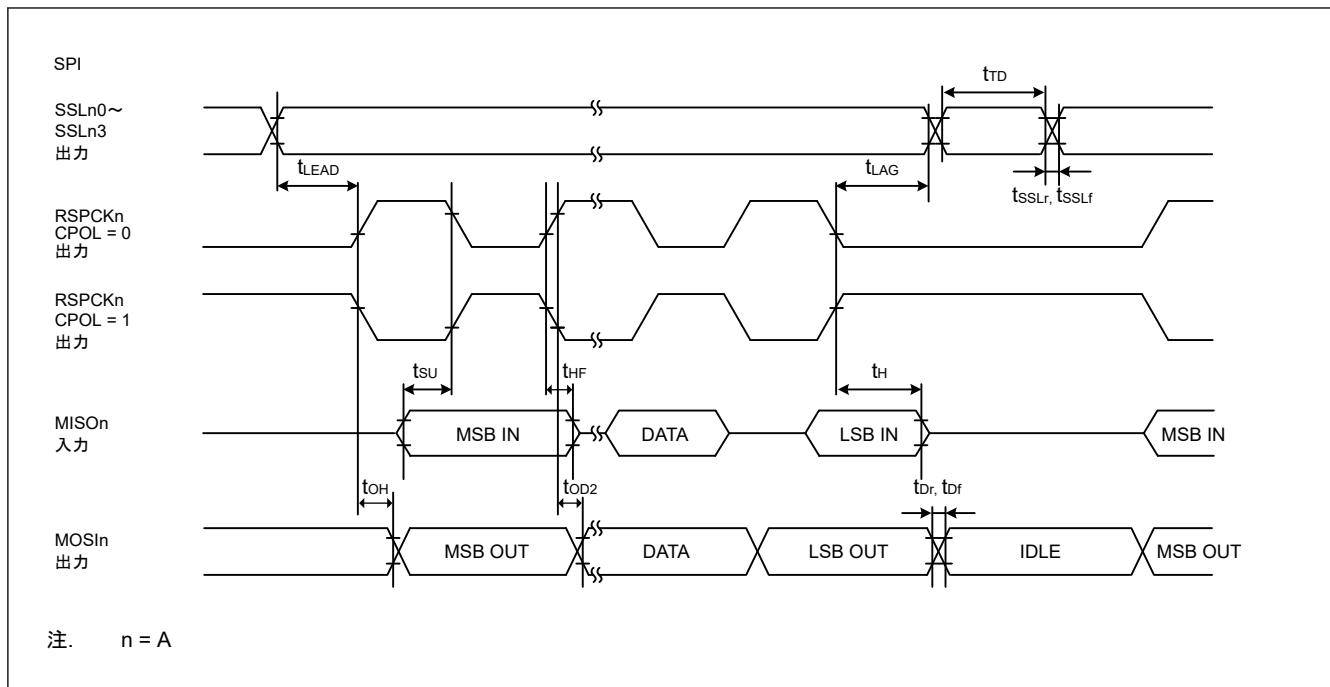 SPI
tTD
SSLn0~
SSLn3
出力
tLEAD
tLAG
tSSLr, tSSLf
RSPCKn
CPOL = 0
出力
RSPCKn
CPOL = 1
出力
tSU
tHF
tH
MISOn
入力
MSB IN
DATA
LSB IN
MSB IN
tOH
tOD2
tDr, tDf
MOSIn
出力
MSB OUT
DATA
LSB OUT
IDLE
MSB OUT
注. n = A